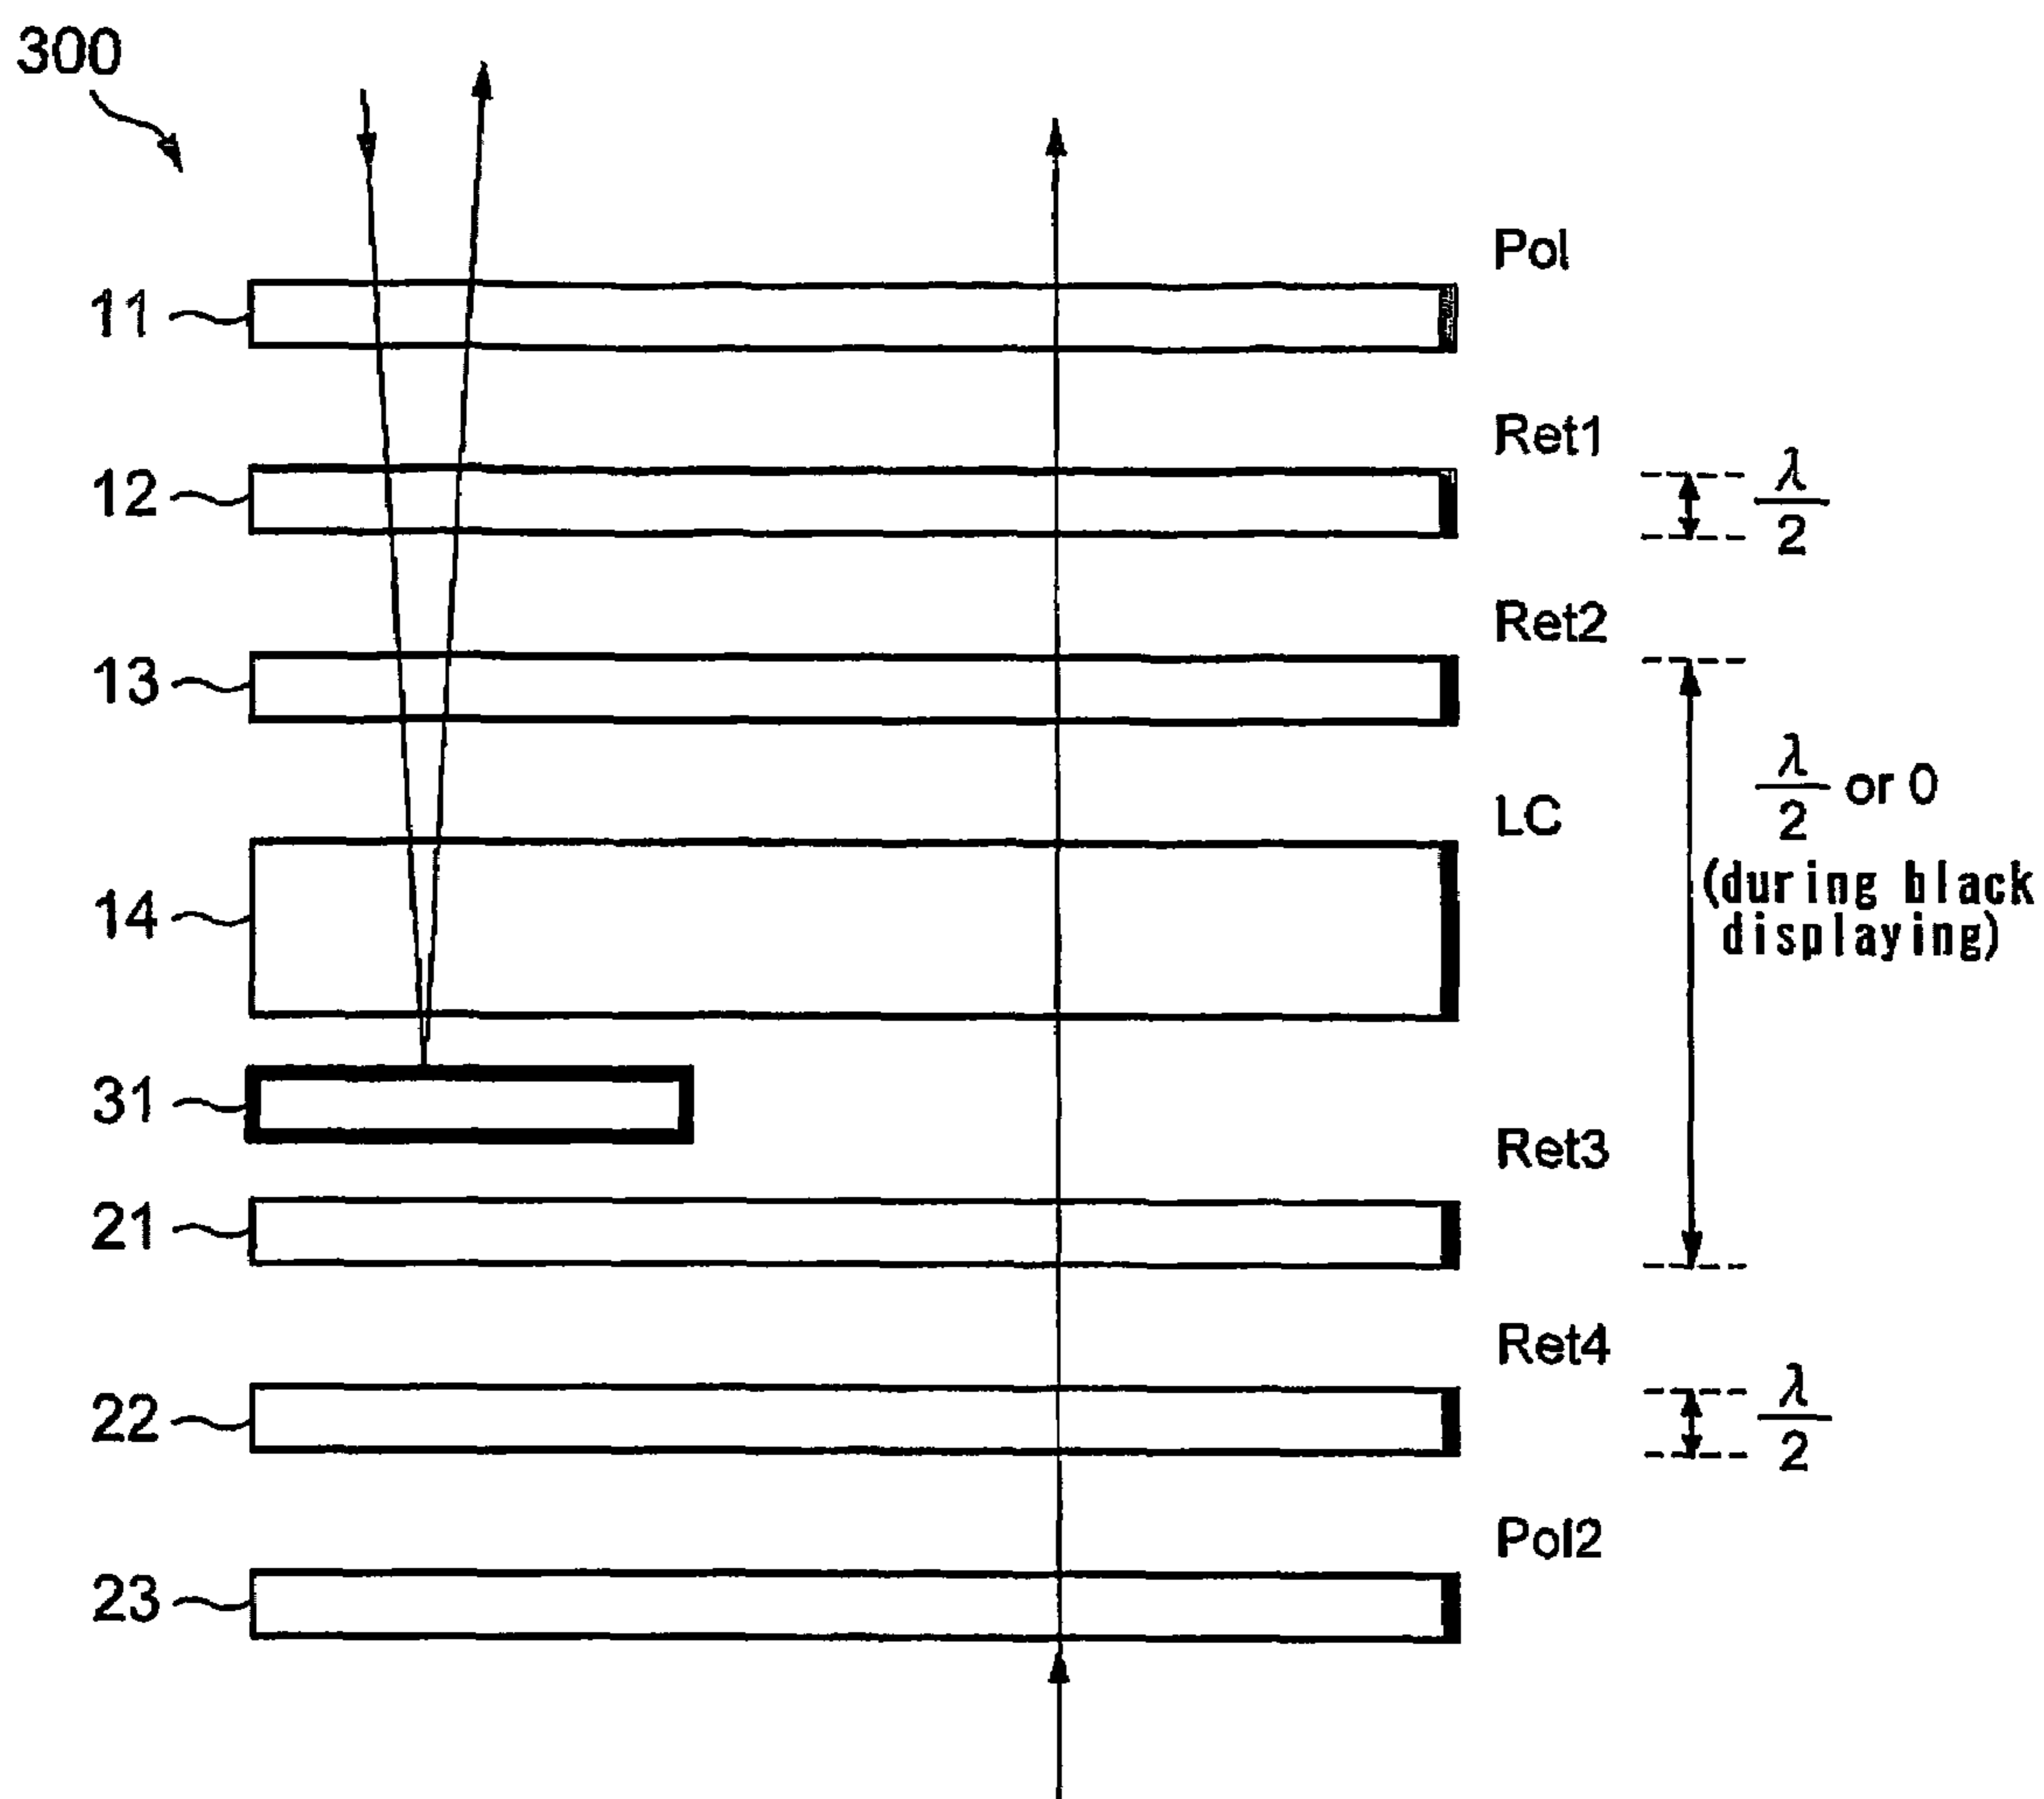 300
Pol
11
Ret1
12
λ
2
Ret2
13
λ
2
or 0
(during black
displaying)
LC
14
31
Ret3
21
Ret4
22
λ
2
Pol2
23